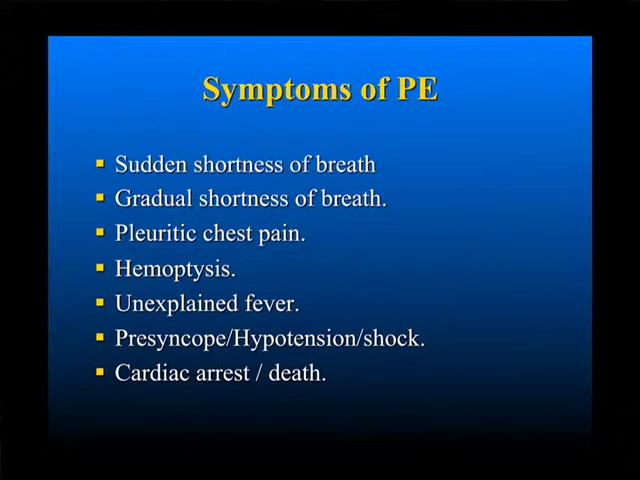 Symptoms of PE
Sudden shortness of breath
Gradual shortness of breath.
Pleuritic chest pain.
Hemoptysis.
Unexplained fever.
Presyncope/Hypotension/shock.
Cardiac arrest / death.